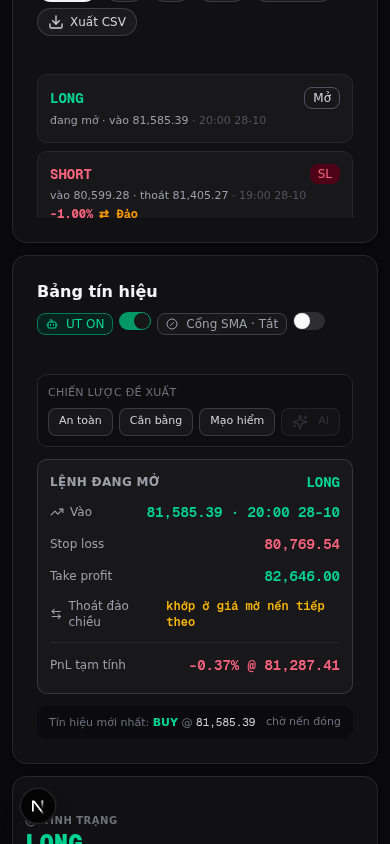 Xuất CSV
LONG
Mở
đang mở · vào 81,585.39 · 20:00 28-10
SHORT
SL
vào 80,599.28 · thoát 81,405.27 · 19:00 28-10
-1.00% ⇄ Đảo
Bảng tín hiệu
UT ON
Cổng SMA · Tắt
CHIẾN LƯỢC ĐỀ XUẤT
An toàn
Cân bằng
Mạo hiểm
AI
LỆNH ĐANG MỞ
LONG
Vào
81,585.39 · 20:00 28-10
Stop loss
80,769.54
Take profit
82,646.00
Thoát đảo
chiều
khớp ở giá mở nến tiếp
theo
PnL tạm tính
-0.37% @ 81,287.41
Tín hiệu mới nhất: BUY @ 81,585.39
chờ nến đóng
N
TRẠNG
LONG